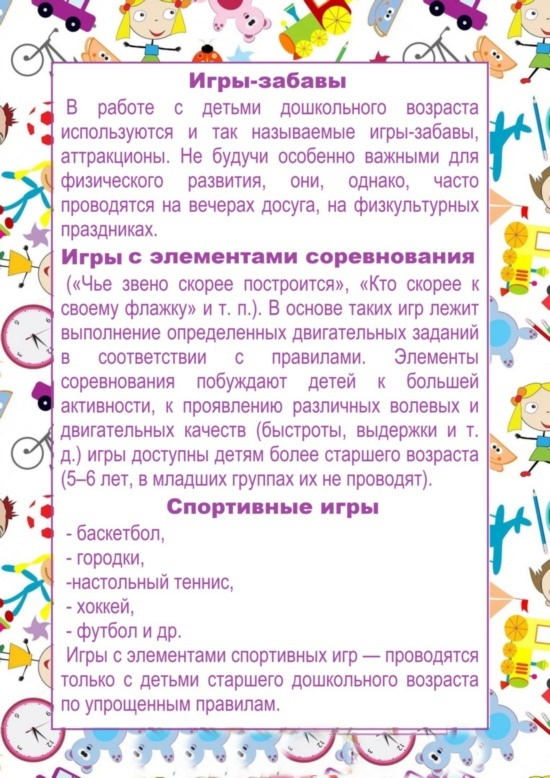 Игры-забавы
В работе с детьми дошкольного возраста
используются и так называемые игры-забавы,
аттракционы. Не будучи особенно важными для
физического развития, они, однако, часто
проводятся на вечерах досуга, на физкультурных
праздниках.
Игры с элементами соревнования
(«Чье звено скорее построится», «Кто скорее к
своему флажку» и т. п.). В основе таких игр лежит
выполнение определенных двигательных заданий
в соответствии с правилами. Элементы
соревнования побуждают детей к большей
активности, к проявлению различных волевых и
двигательных качеств (быстроты, выдержки и т.
д.) игры доступны детям более старшего возраста
(5–6 лет, в младших группах их не проводят).
Спортивные игры
- баскетбол,
- городки,
-настольный теннис,
- хоккей,
- футбол и др.
Игры с элементами спортивных игр — проводятся
только с детьми старшего дошкольного возраста
по упрощенным правилам.